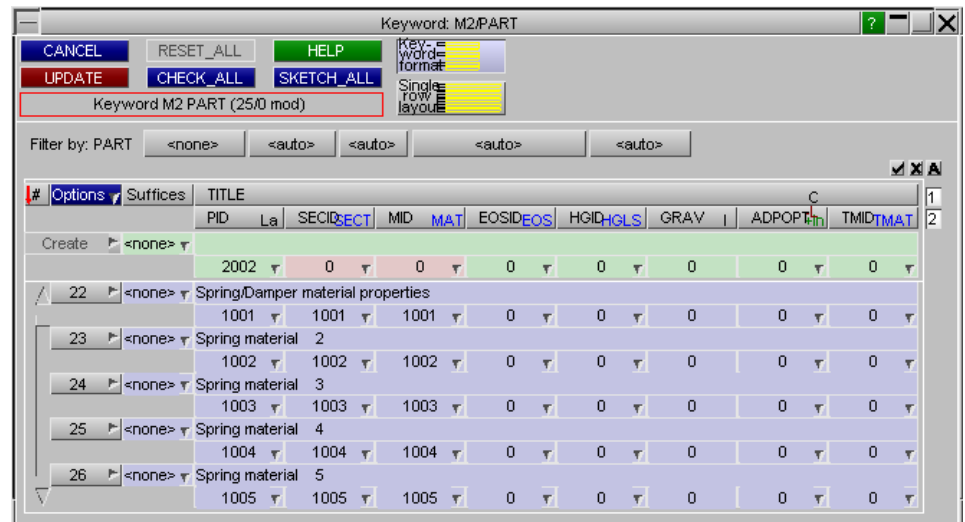 Keyword: M2/PART ?
CANCEL RESET_ALL HELP Key-word= format
UPDATE CHECK_ALL SKETCH_ALL Single row layout
Keyword M2 PART (25/0 mod)
Filter by: PART <none> <auto> <auto> <auto> <auto>
A
# Options Suffices TITLE C 1
PID La SECID SECT MID MAT EOSID EOS HGID HGLS GRAV I ADPOPT TMID TMAT 2
Create <none>
2002 0 0 0 0 0 0 0
22 <none> Spring/Damper material properties
1001 1001 1001 0 0 0 0 0
23 <none> Spring material 2
1002 1002 1002 0 0 0 0 0
24 <none> Spring material 3
1003 1003 1003 0 0 0 0 0
25 <none> Spring material 4
1004 1004 1004 0 0 0 0 0
26 <none> Spring material 5
1005 1005 1005 0 0 0 0 0